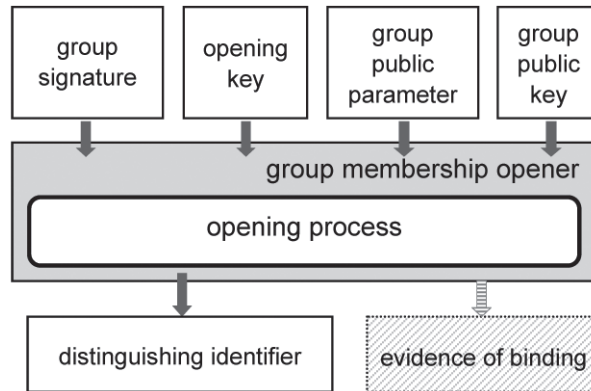 group
signature
opening
key
group
public
parameter
group
public
key
group membership opener
opening process
distinguishing identifier
evidence of binding